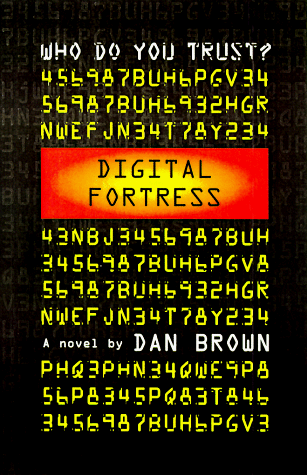 WHO DO YOU TRUST?
456987BUH6PGV34
56987BUH6932HGR
NWEFJN34T78Y234
DIGITAL
FORTRESS
43NBJ3456987BUH
3456987BUH6PGV8
56987BUH6932HGR
NWEFJN34T78Y234
A novel by DAN BROWN
PHQ3PHN34QWE9P8
56P8345PQ83T846
3456987BUH6PGV3